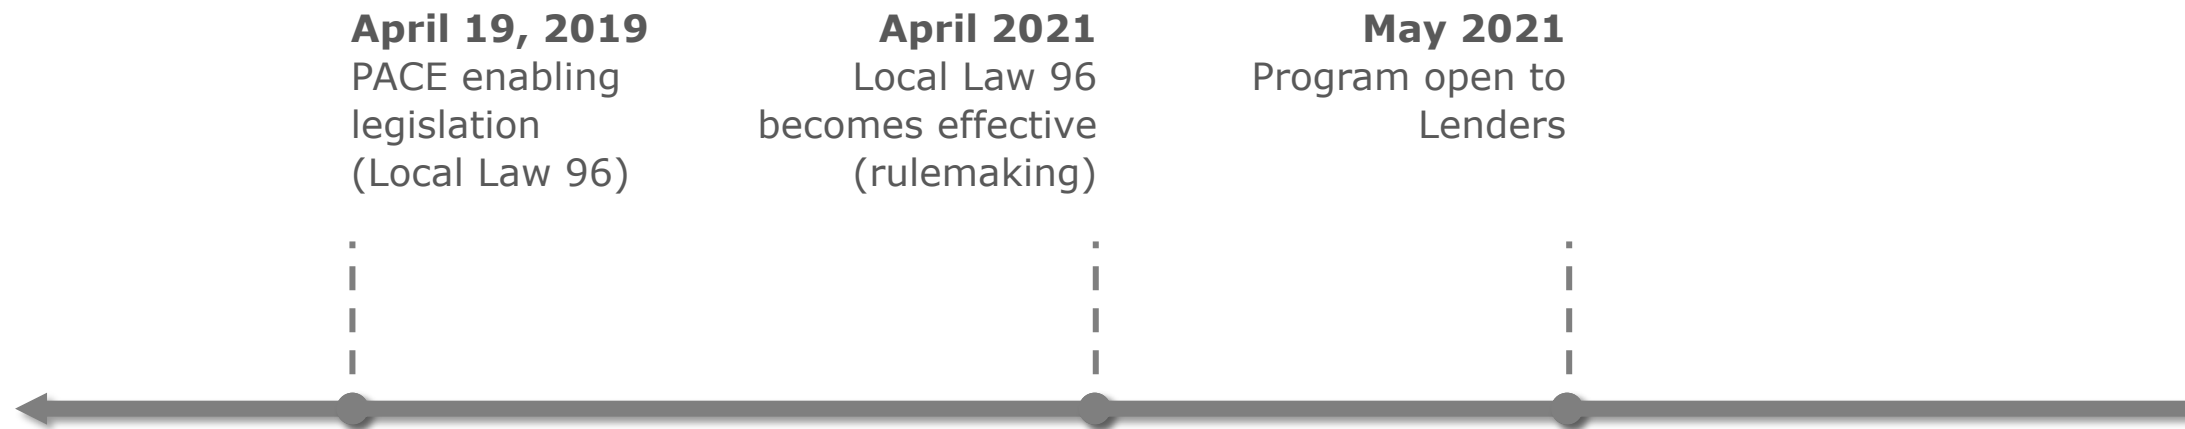 April 19, 2019
PACE enabling
legislation
(Local Law 96)
April 2021
Local Law 96
becomes effective
(rulemaking)
May 2021
Program open to
Lenders